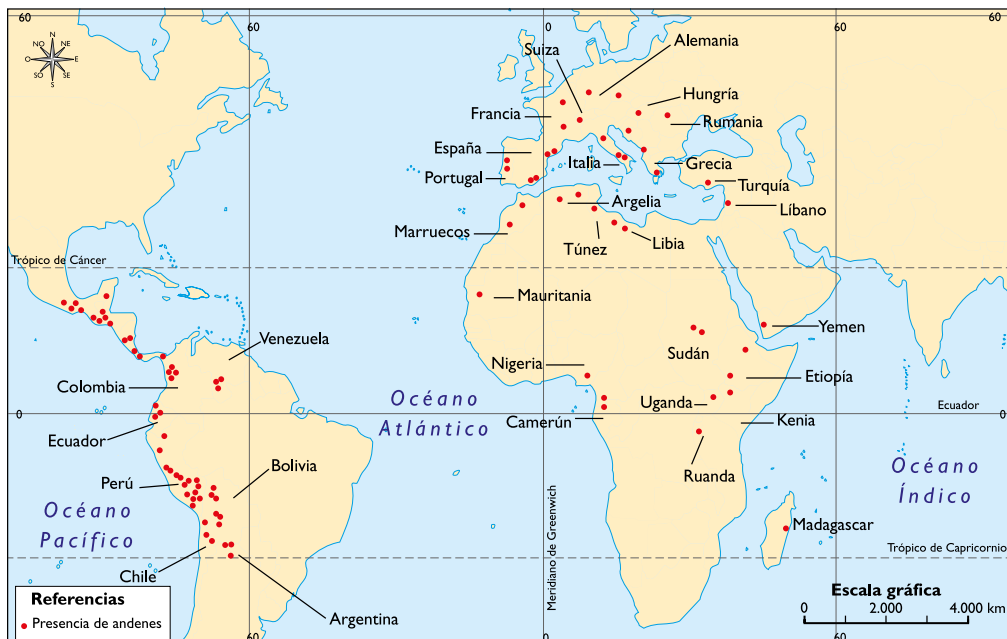 60
60
0
60
NO
N
NE
O
E
SO
S
SE
Alemania
Suiza
Hungría
Francia
Rumania
España
Italia
Grecia
Portugal
Turquía
Argelia
Líbano
Marruecos
Túnez
Libia
Trópico de Cáncer
Mauritania
Yemen
Venezuela
Sudán
Nigeria
Colombia
Etiopía
Océano
Atlántico
Uganda
Ecuador
0
0
Camerún
Kenia
Ecuador
Bolivia
Ruanda
Océano
Índico
Perú
Océano
Pacífico
Madagascar
Meridiano de Greenwich
Trópico de Capricornio
Chile
Argentina
Referencias
Presencia de andenes
Escala gráfica
0
2.000
4.000 km
60
0
60